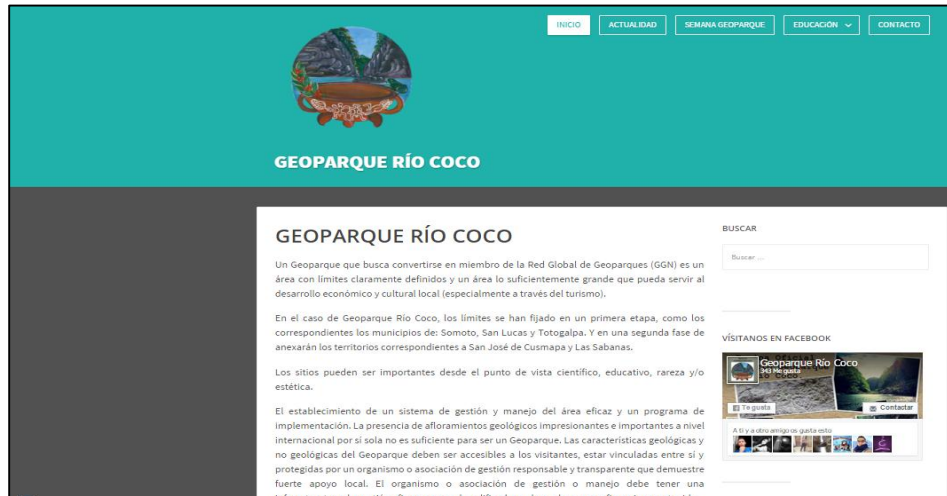 INICIO ACTUALIDAD SEMANA GEOPARQUE EDUCACIÓN CONTACTO
GEOPARQUE RÍO COCO
GEOPARQUE RÍO COCO
Un Geoparque que busca convertirse en miembro de la Red Global de Geoparques (GGN) es un
área con límites claramente definidos y un área lo suficientemente grande que pueda servir al
desarrollo económico y cultural local (especialmente a través del turismo).
En el caso de Geoparque Río Coco, los límites se han fijado en un primera etapa, como los
correspondientes los municipios de: Somoto, San Lucas y Totogalpa. Y en una segunda fase de
anexarán los territorios correspondientes a San José de Cusmapa y Las Sabanas.
Los sitios pueden ser importantes desde el punto de vista científico, educativo, rareza y/o
estética.
El establecimiento de un sistema de gestión y manejo del área eficaz y un programa de
implementación. La presencia de afloramientos geológicos impresionantes e importantes a nivel
internacional por si sola no es suficiente para ser un Geoparque. Las características geológicas y
no geológicas del Geoparque deben ser accesibles a los visitantes, estar vinculadas entre sí y
protegidas por un organismo o asociación de gestión responsable y transparente que demuestre
fuerte apoyo local. El organismo o asociación de gestión o manejo debe tener una
BUSCAR
Buscar ...
VÍSITANOS EN FACEBOOK
Geoparque Río Coco
343 Me gusta
Te gusta
Contactar
A ti y a otro amigo os gusta esto